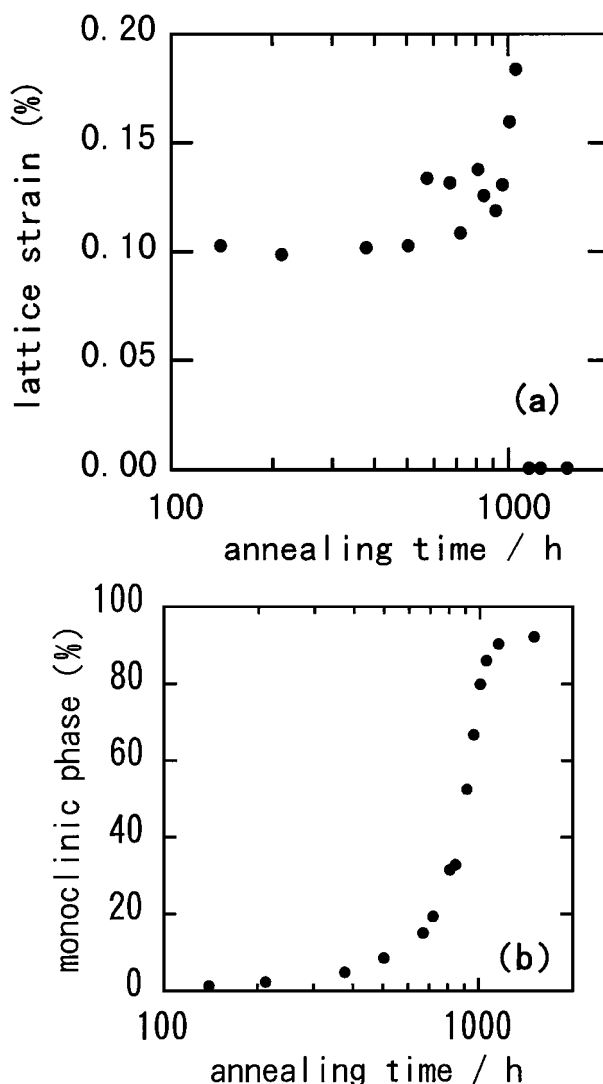 0.20
0.15
0.10
0.05
0.00
lattice strain (%)
(a)
100
1000
annealing time / h
100
80
60
40
20
0
monoclinic phase (%)
(b)
100
1000
annealing time / h